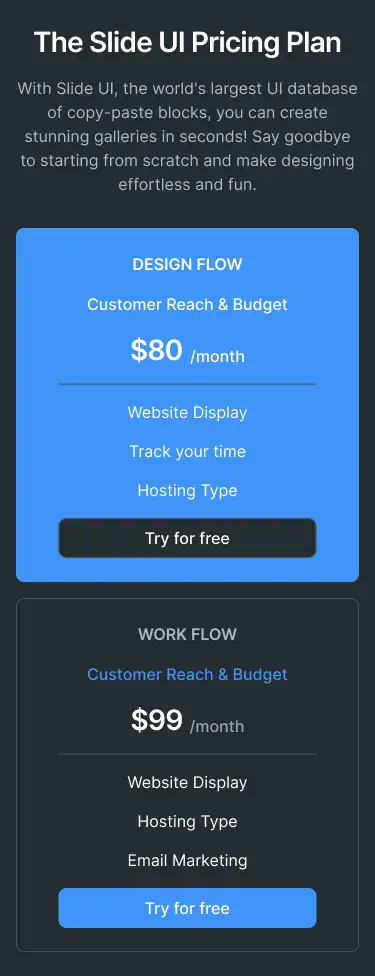 The Slide UI Pricing Plan
With Slide UI, the world's largest UI database
of copy-paste blocks, you can create
stunning galleries in seconds! Say goodbye
to starting from scratch and make designing
effortless and fun.
DESIGN FLOW
Customer Reach & Budget
$80 /month
Website Display
Track your time
Hosting Type
Try for free
WORK FLOW
Customer Reach & Budget
$99 /month
Website Display
Hosting Type
Email Marketing
Try for free